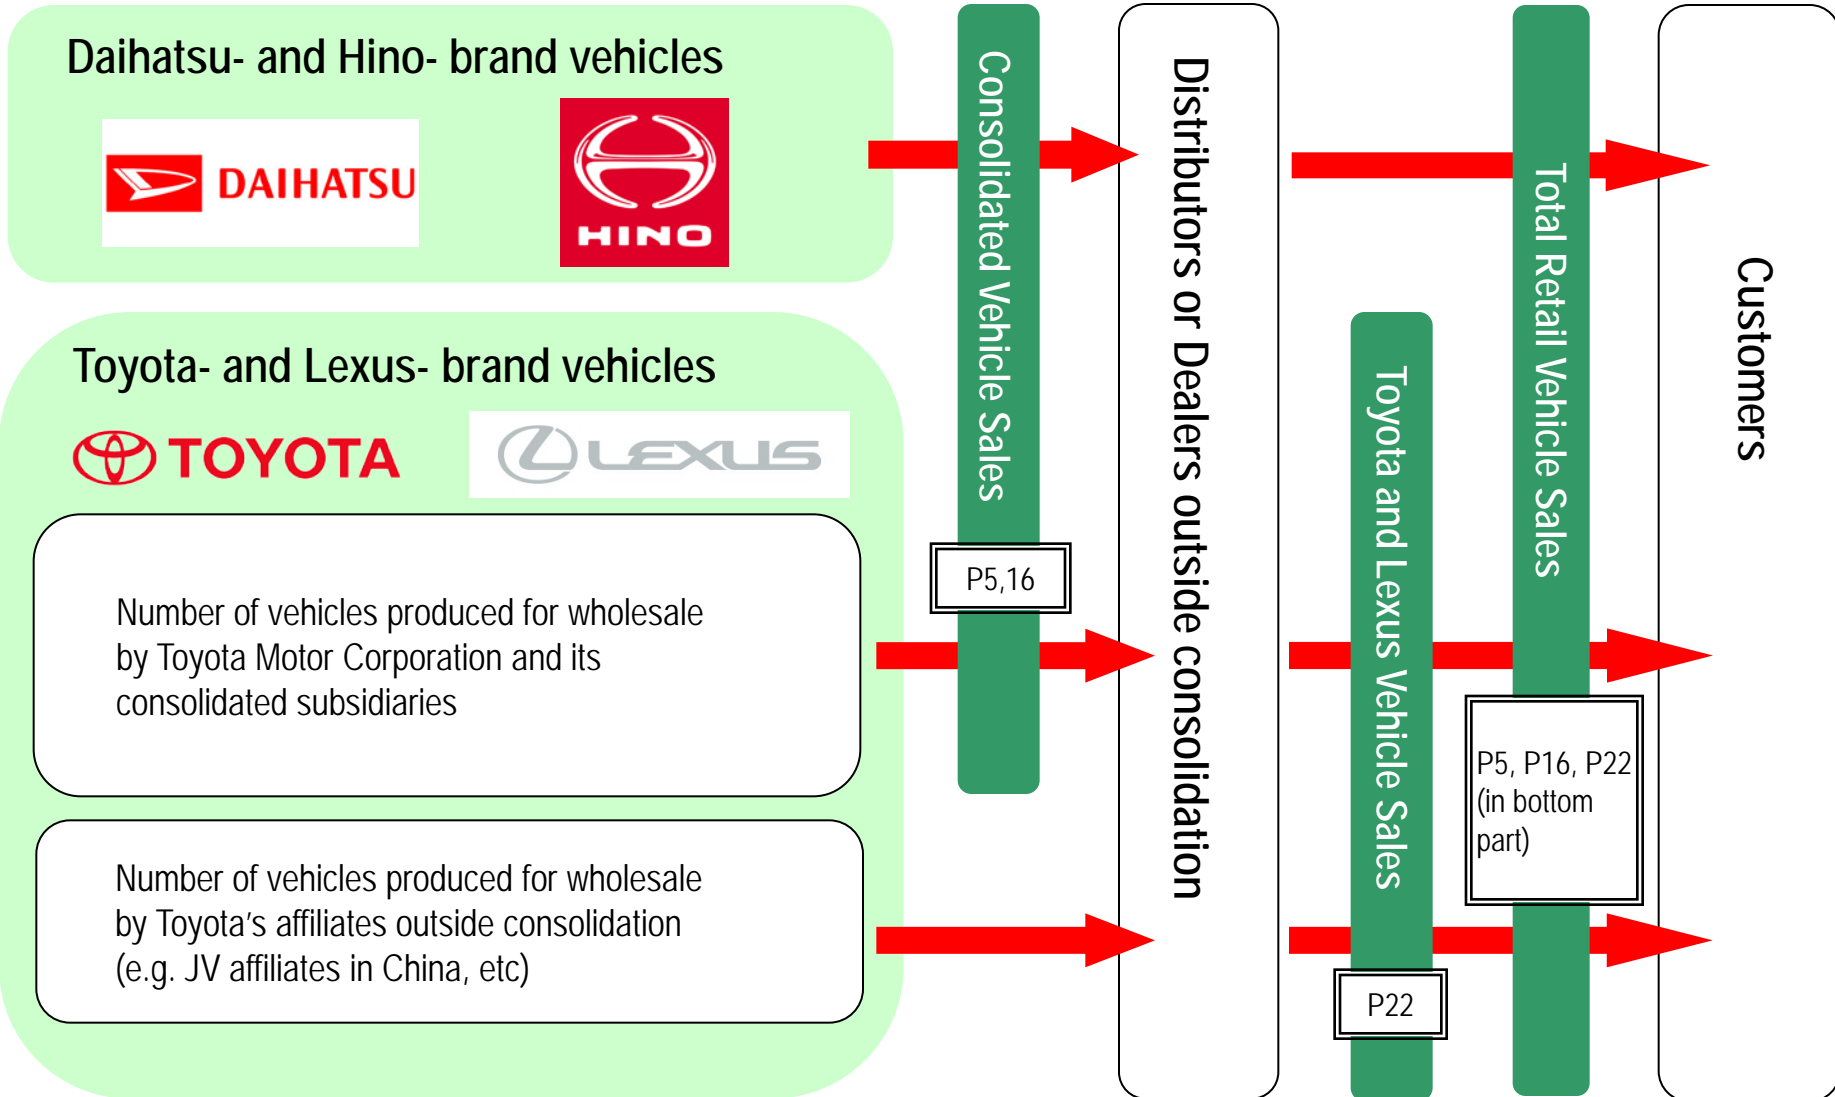 Daihatsu- and Hino- brand vehicles
DAIHATSU
HINO
Toyota- and Lexus- brand vehicles
TOYOTA
LEXUS
Number of vehicles produced for wholesale
by Toyota Motor Corporation and its
consolidated subsidiaries
Number of vehicles produced for wholesale
by Toyota’s affiliates outside consolidation
(e.g. JV affiliates in China, etc)
Consolidated Vehicle Sales
P5,16
Distributors or Dealers outside consolidation
Toyota and Lexus Vehicle Sales
P22
Total Retail Vehicle Sales
P5, P16, P22
(in bottom
part)
Customers